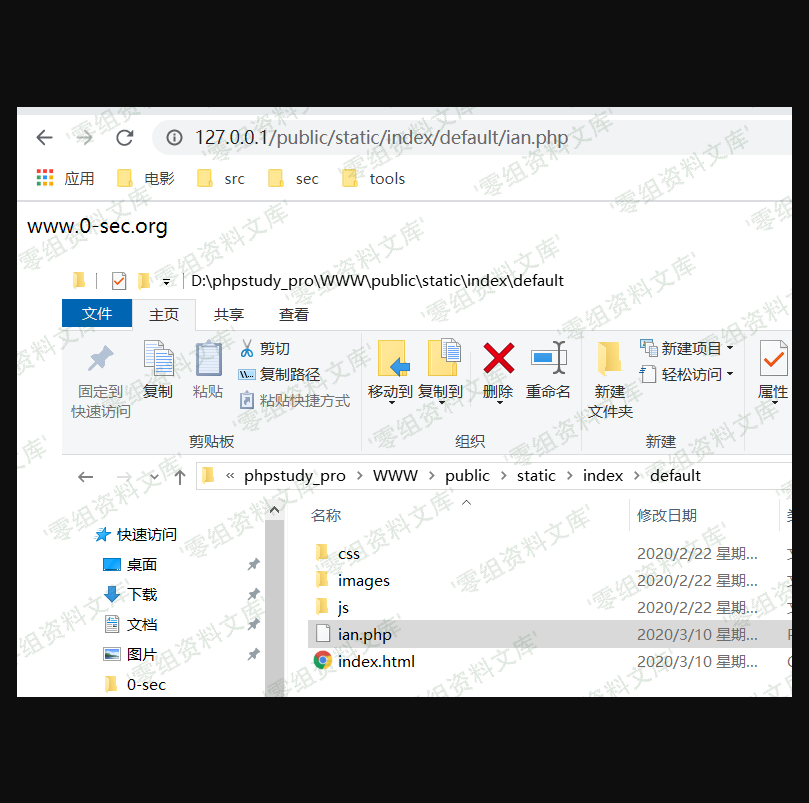 127.0.0.1/public/static/index/default/ian.php
应用 电影 src sec tools
www.0-sec.org
D:\phpstudy_pro\WWW\public\static\index\default
文件 主页 共享 查看
固定到
快速访问
复制
粘贴
剪切
复制路径
粘贴快捷方式
移动到 复制到 删除 重命名
新建
文件夹
新建项目
轻松访问
属性
剪贴板 组织 新建
« phpstudy_pro > WWW > public > static > index > default
名称 修改日期
快速访问
桌面
下载
文档
图片
0-sec
css 2020/2/22 星期...
images 2020/2/22 星期...
js 2020/2/22 星期...
ian.php 2020/3/10 星期...
index.html 2020/3/10 星期...
'零组资料文库'